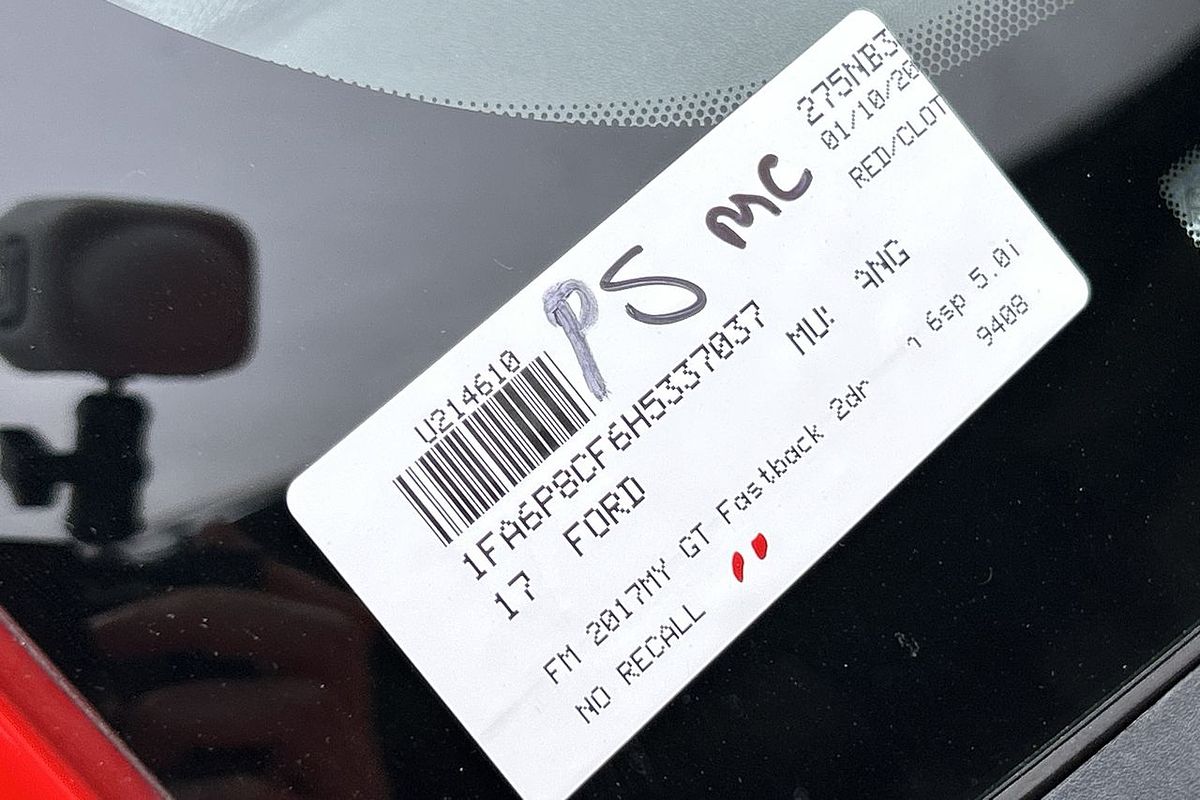 U214610 PS MC 275NB3
01/10/20
1FA6P8CF6H5337037 RED/CLOT
17 FORD MU ANG
FM 2017MY GT Fastback 2dr 6sp 5.0i
NO RECALL 9408